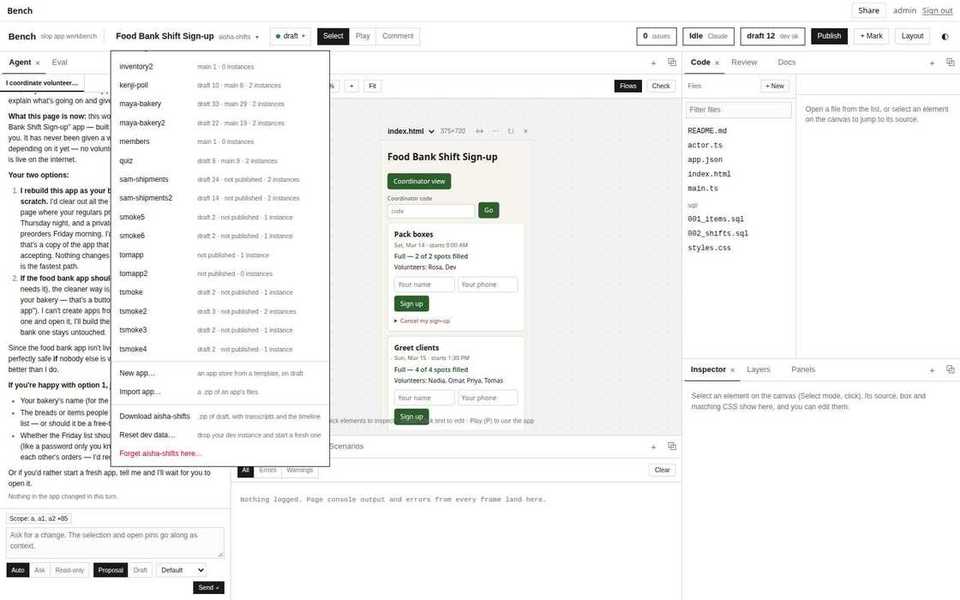 Bench
Share
admin
Sign out
Bench
slop app workbench
Food Bank Shift Sign-up
aisha-shifts
draft
Select
Play
Comment
0 issues
Idle Claude
draft 12 dev ok
Publish
+ Mark
Layout
Agent ×
Eval
I coordinate volunteer…
explain what's going on and give
What this page is now:
Bank Shift Sign-up" app — built
you. It has never been given a
depending on it yet — no
is live on the internet.
Your two options:
1. I rebuild this app as your
scratch. I'd clear out all the
page where your regulars
Thursday night, and a private
preorders Friday morning.
that's a copy of the app that
accepting. Nothing changes
is the fastest path.
2. If the food bank app
needs it), the cleaner way is
your bakery — that's a
app"). I can't create apps
one and open it, I'll build the
bank one stays untouched.
Since the food bank app isn't
perfectly safe if nobody else is
better than I do.
If you're happy with option 1,
• Your bakery's name (for the
• The breads or items people
list — or should it be a
• Whether the Friday list
(like a password only you
each other's orders — I'd
Or if you'd rather start a fresh app, tell me and I'll wait for you to
open it.
Nothing in the app changed in this turn.
Scope: a, a1, a2 +85
Ask for a change. The selection and open pins go along as
context.
Auto
Ask
Read-only
Proposal
Draft
Default
Send
inventory2 main 1 · 0 instances
kenji-poll draft 10 · main 6 · 2 instances
maya-bakery draft 33 · main 29 · 2 instances
maya-bakery2 draft 22 · main 19 · 2 instances
members main 1 · 0 instances
quiz draft 9 · main 9 · 2 instances
sam-shipments draft 24 · not published · 2 instances
sam-shipments2 draft 14 · not published · 2 instances
smoke5 draft 2 · not published · 1 instance
smoke6 draft 2 · not published · 1 instance
tomapp not published · 1 instance
tomapp2 not published · 0 instances
tsmoke draft 2 · not published · 1 instance
tsmoke2 draft 3 · not published · 2 instances
tsmoke3 draft 2 · not published · 1 instance
tsmoke4 draft 2 · not published · 1 instance
New app… an app store from a template, on draft
Import app… a .zip of an app's files
Download aisha-shifts .zip of draft, with transcripts and the timeline
Reset dev data… drop your dev instance and start a fresh one
Forget aisha-shifts here…
%
+
Fit
Flows
Check
index.html
375×720
Food Bank Shift Sign-up
Coordinator view
Coordinator code
code
Go
Pack boxes
Sat, Mar 14 · starts 9:00 AM
Full — 2 of 2 spots filled
Volunteers: Rosa, Dev
Your name
Your phone
Sign up
Cancel my sign-up
Greet clients
Sun, Mar 15 · starts 1:30 PM
Full — 4 of 4 spots filled
Volunteers: Nadia, Omar, Priya, Tomas
Your name
Your phone
Sign up
text to edit · Play (P) to use the app
Scenarios
All
Errors
Warnings
Clear
Nothing logged. Page console output and errors from every frame land here.
Code ×
Review
Docs
Files
+ New
Filter files
README.md
actor.ts
app.json
index.html
main.ts
sql
001_items.sql
002_shifts.sql
styles.css
Open a file from the list, or select an element
on the canvas to jump to its source.
Inspector ×
Layers
Panels
Select an element on the canvas (Select mode, click). Its source, box and
matching CSS show here, and you can edit them.